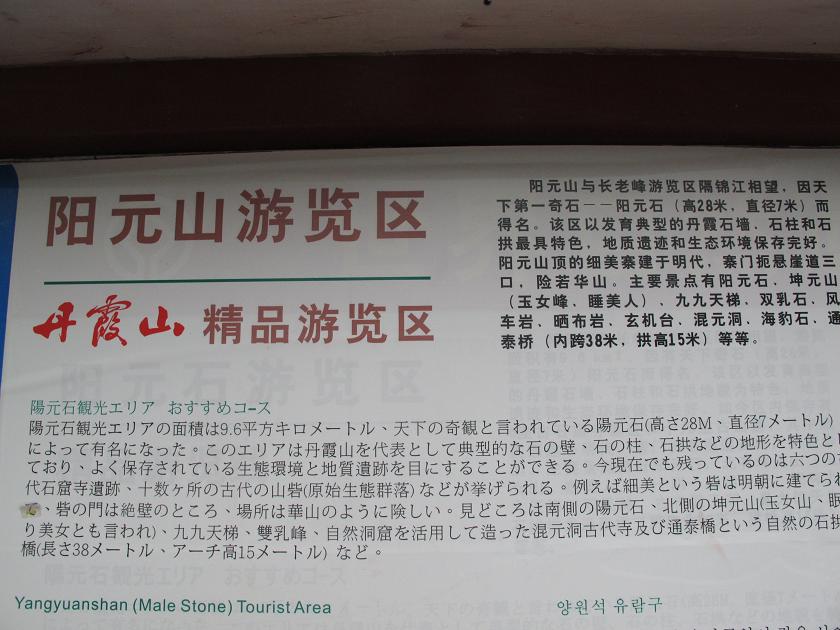 阳元山游览区
丹霞山 精品游览区
阳元山与长老峰游览区隔锦江相望，因天
下第一奇石——阳元石（高28米，直径7米）而
得名。该区以发育典型的丹霞石墙，石柱和石
拱最具特色，地质遗迹和生态环境保存完好。
阳元山顶的细美寨建于明代，寨门扼悬崖道三
口，险若华山。主要景点有阳元石、坤元山
（玉女峰、睡美人）、九九天梯、双乳石、风
车岩、晒布岩、玄机台、混元洞、海豹石、通
泰桥（内跨38米，拱高15米）等等。
陽元石観光エリア おすすめコース
陽元石観光エリアの面積は9.6平方キロメートル、天下の奇観と言われている陽元石(高さ28M、直径7メートル)
によって有名になった。このエリアは丹霞山を代表として典型的な石の壁、石の柱、石拱などの地形を特色と
ており、よく保存されている生態環境と地質遺跡を目にすることができる。今現在でも残っているのは六つの
代石窟寺遺跡、十数ヶ所の古代の山砦(原始生態群落) などが挙げられる。例えば細美という砦は明朝に建てられ
、砦の門は絶壁のところ、場所は華山のように険しい。見どころは南側の陽元石、北側の坤元山(玉女山、眠
り美女とも言われ)、九九天梯、雙乳峰、自然洞窟を活用して造った混元洞古代寺及び通泰橋という自然の石拱
橋(長さ38メートル、アーチ高15メートル) など。
Yangyuanshan (Male Stone) Tourist Area
양원석 유람구